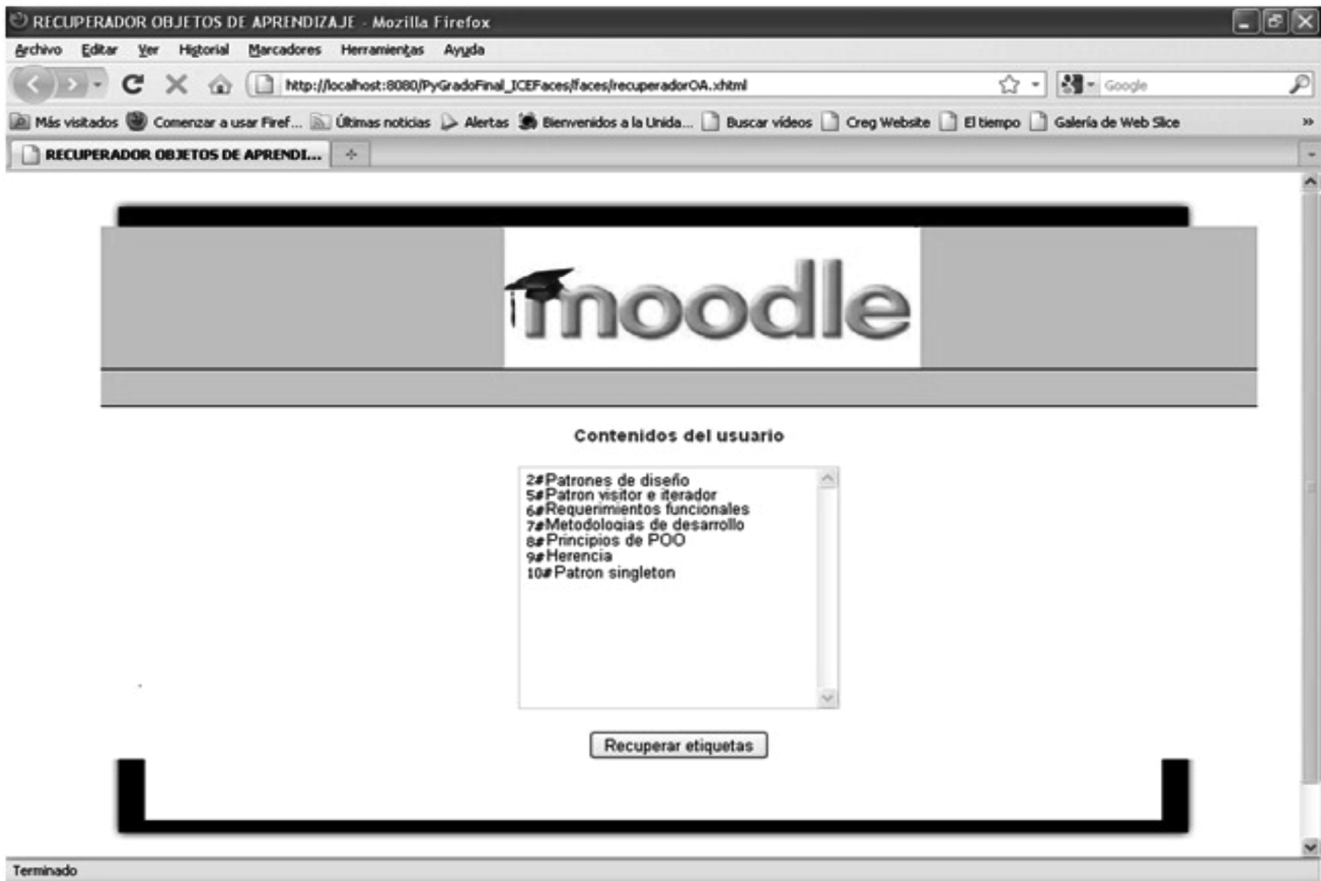 RECUPERADOR OBJETOS DE APRENDIZAJE - Mozilla Firefox
Archivo Editar Ver Historial Marcadores Herramientas Ayuda
http://localhost:8080/PyGradoFinal_ICEFaces/faces/recuperadorOA.xhtml Google
Más visitados Comenzar a usar Firef... Últimas noticias Alertas Bienvenidos a la Unida... Buscar vídeos Creg Website El tiempo Galería de Web Slice »
RECUPERADOR OBJETOS DE APRENDI...
moodle
Contenidos del usuario
2#Patrones de diseño
5#Patron visitor e iterador
6#Requerimientos funcionales
7#Metodologias de desarrollo
8#Principios de POO
9#Herencia
10#Patron singleton
Recuperar etiquetas
Terminado